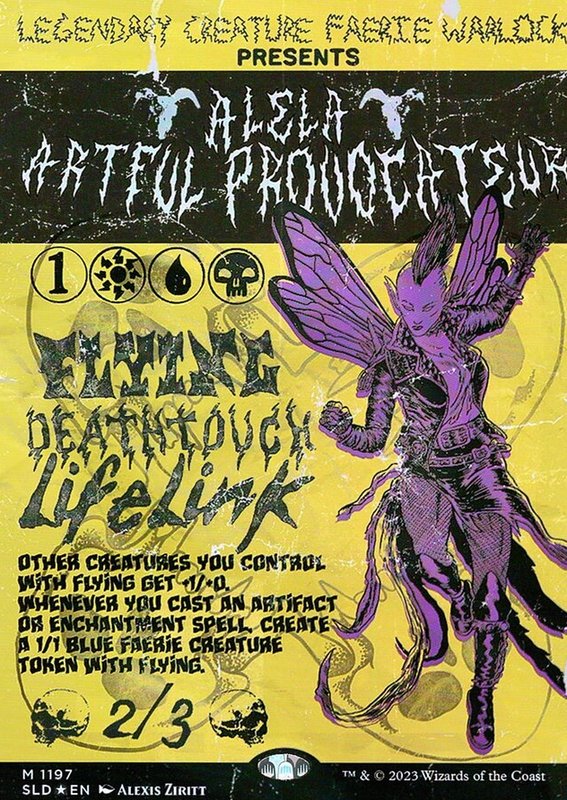 LEGENDARY CREATURE FAERIE WARLOCK
PRESENTS
ALELA
ARTFUL PROVOCATEUR
1
FLYING
DEATHTOUCH
Lifelink
OTHER CREATURES YOU CONTROL
WITH FLYING GET +1/+0.
WHENEVER YOU CAST AN ARTIFACT
OR ENCHANTMENT SPELL, CREATE
A 1/1 BLUE FAERIE CREATURE
TOKEN WITH FLYING.
2/3
M 1197
SLD ★ EN ALEXIS ZIRITT
™ & © 2023 Wizards of the Coast